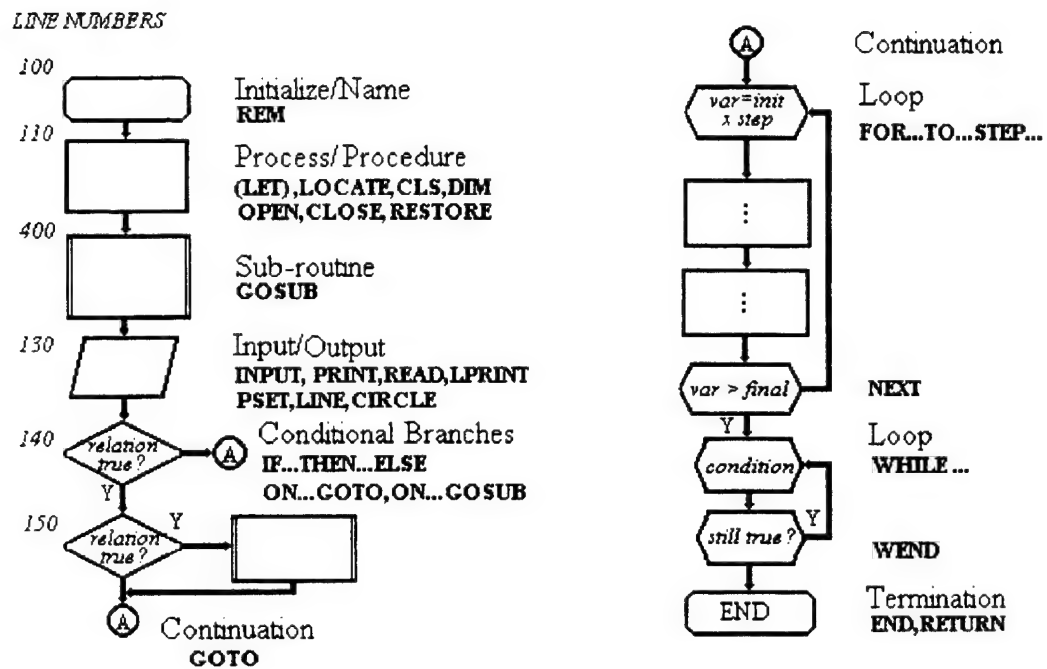 LINE NUMBERS
100
Initialize/Name
REM
110
Process/Procedure
(LET),LOCATE,CLS,DIM
OPEN,CLOSE,RESTORE
400
Sub-routine
GOSUB
130
Input/Output
INPUT, PRINT,READ,LPRINT
PSET,LINE,CIRCLE
140
relation
true?
A
Conditional Branches
IF...THEN...ELSE
ON...GOTO,ON...GOSUB
Y
150
Y
relation
true?
A
Continuation
GOTO
A
Continuation
var=init
x step
Loop
FOR...TO...STEP...
⋮
⋮
var > final
NEXT
Y
Loop
condition
WHILE ...
Y
still true?
WEND
END
Termination
END,RETURN